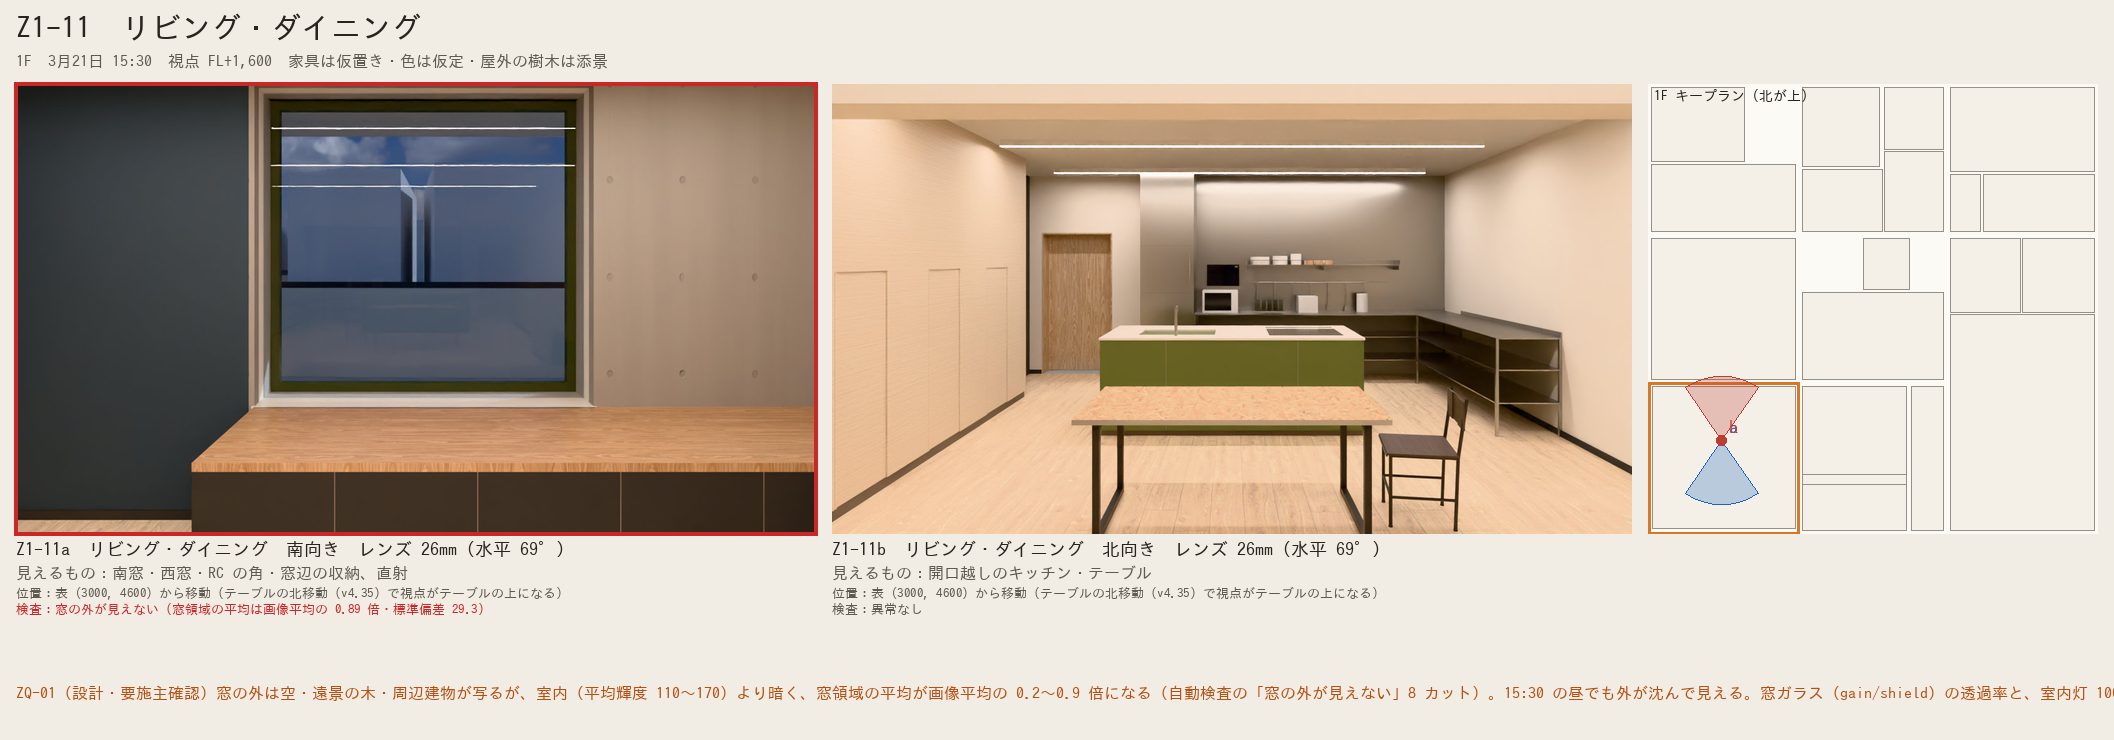 Z1-11　リビング・ダイニング
1F　3月21日 15:30　視点 FL+1,600　家具は仮置き・色は仮定・屋外の樹木は添景
1F キープラン（北が上）
a
b
Z1-11a　リビング・ダイニング　南向き　レンズ 26mm（水平 69°）
見えるもの：南窓・西窓・RC の角・窓辺の収納、直射
位置：表（3000, 4600）から移動（テーブルの北移動（v4.35）で視点がテーブルの上になる）
検査：窓の外が見えない（窓領域の平均は画像平均の 0.89 倍・標準偏差 29.3）
Z1-11b　リビング・ダイニング　北向き　レンズ 26mm（水平 69°）
見えるもの：開口越しのキッチン・テーブル
位置：表（3000, 4600）から移動（テーブルの北移動（v4.35）で視点がテーブルの上になる）
検査：異常なし
ZQ-01（設計・要施主確認）窓の外は空・遠景の木・周辺建物が写るが、室内（平均輝度 110～170）より暗く、窓領域の平均が画像平均の 0.2～0.9 倍になる（自動検査の「窓の外が見えない」8 カット）。15:30 の昼でも外が沈んで見える。窓ガラス（gain/shield）の透過率と、室内灯